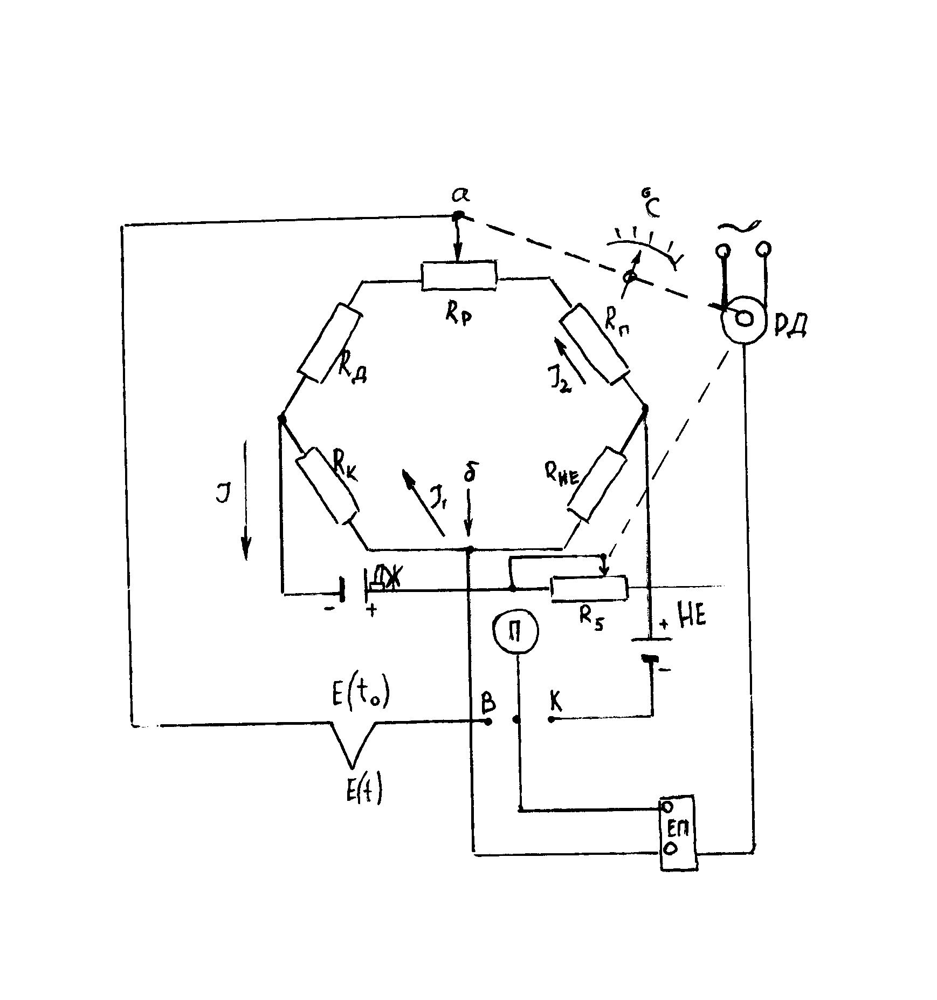 а
°C
~
Rр
Rп
РД
Rд
J2
Rк
б
RНЕ
J
J1
ДЖ
- +
R5
+ НЕ
П
-
E(t0)
В
К
E(t)
ЕП